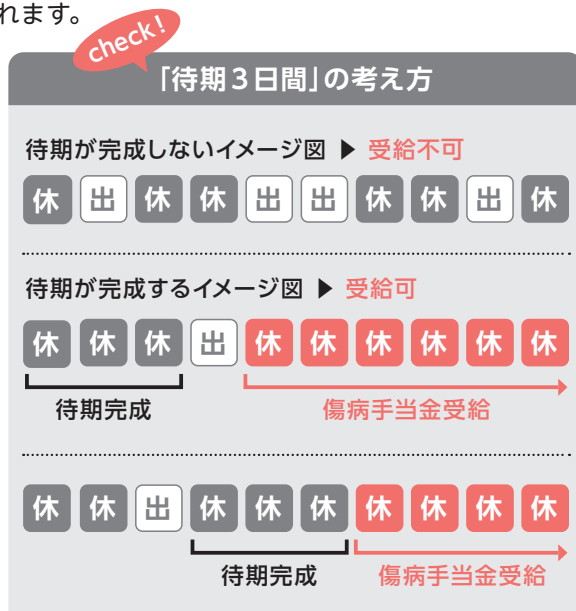 れます。
check!
「待期3日間」の考え方
待期が完成しないイメージ図 ▶ 受給不可
休 出 休 休 出 出 休 休 出 休
待期が完成するイメージ図 ▶ 受給可
休 休 休 出 休 休 休 休 休 休
待期完成 傷病手当金受給
休 休 出 休 休 休 休 休 休 休
待期完成 傷病手当金受給